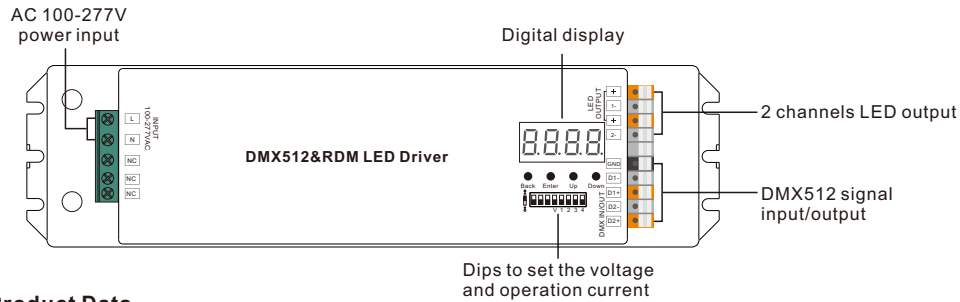 AC 100-277V
power input
Digital display
INPUT
100-277VAC
L
N
NC
NC
NC
DMX512&RDM LED Driver
8.8.8.8.
Back Enter Up Down
V 1 2 3 4
LED
OUTPUT
+
1-
+
2-
GND
D1-
D1+
D2-
D2+
DMX IN/OUT
2 channels LED output
DMX512 signal
input/output
Dips to set the voltage
and operation current
Product Data